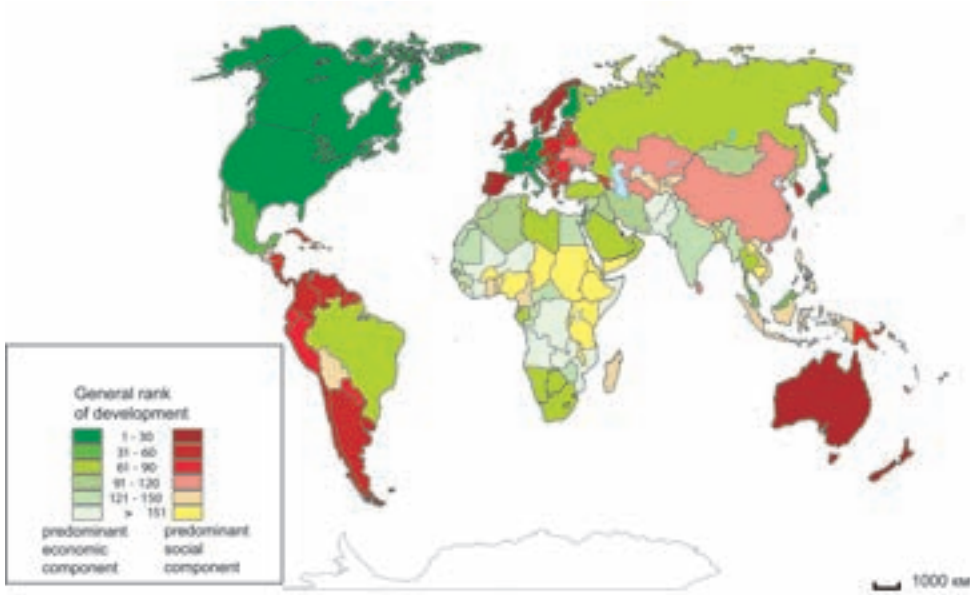 General rank
of development
1 - 30
31 - 60
61 - 90
91 - 120
121 - 150
> 151
predominant
economic
component
predominant
social
component
1000 км